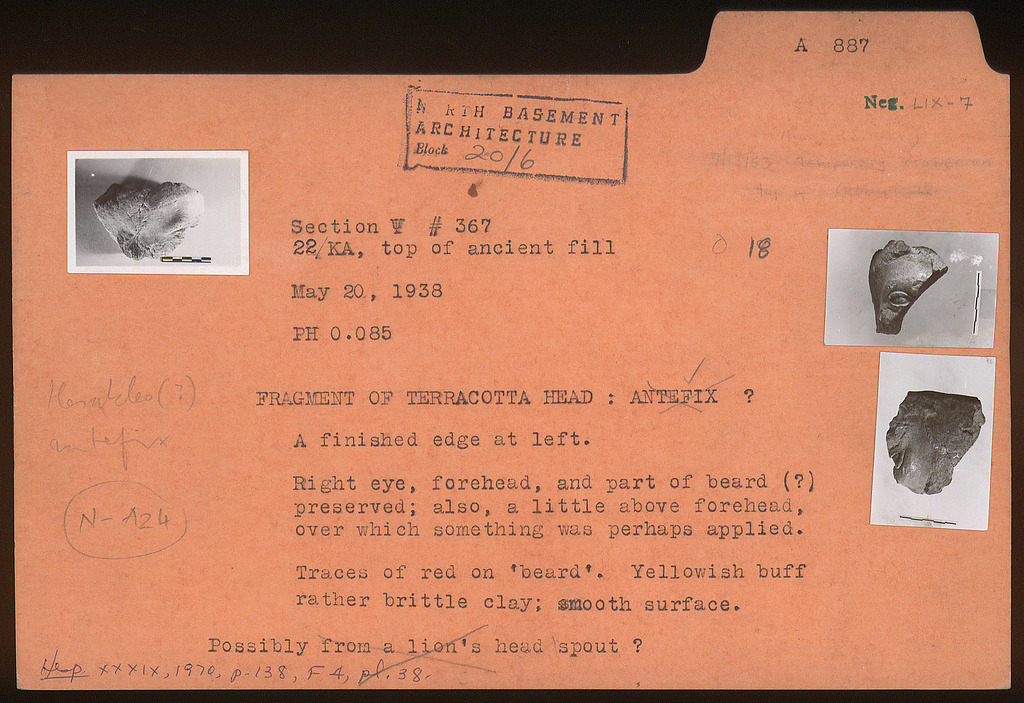 A 887
Neg. LIX-7
N RTH BASEMENT
ARCHITECTURE
Block 20/6
Section Ψ # 367
22/KA, top of ancient fill
0 18
May 20, 1938
PH 0.085
Herakles(?)
antefix
N-A24
FRAGMENT OF TERRACOTTA HEAD : ANTEFIX ?
A finished edge at left.
Right eye, forehead, and part of beard (?)
preserved; also, a little above forehead,
over which something was perhaps applied.
Traces of red on 'beard'. Yellowish buff
rather brittle clay; smooth surface.
Possibly from a lion's head spout ?
Hesp XXXIX, 1970, p.138, F 4, pl. 38.